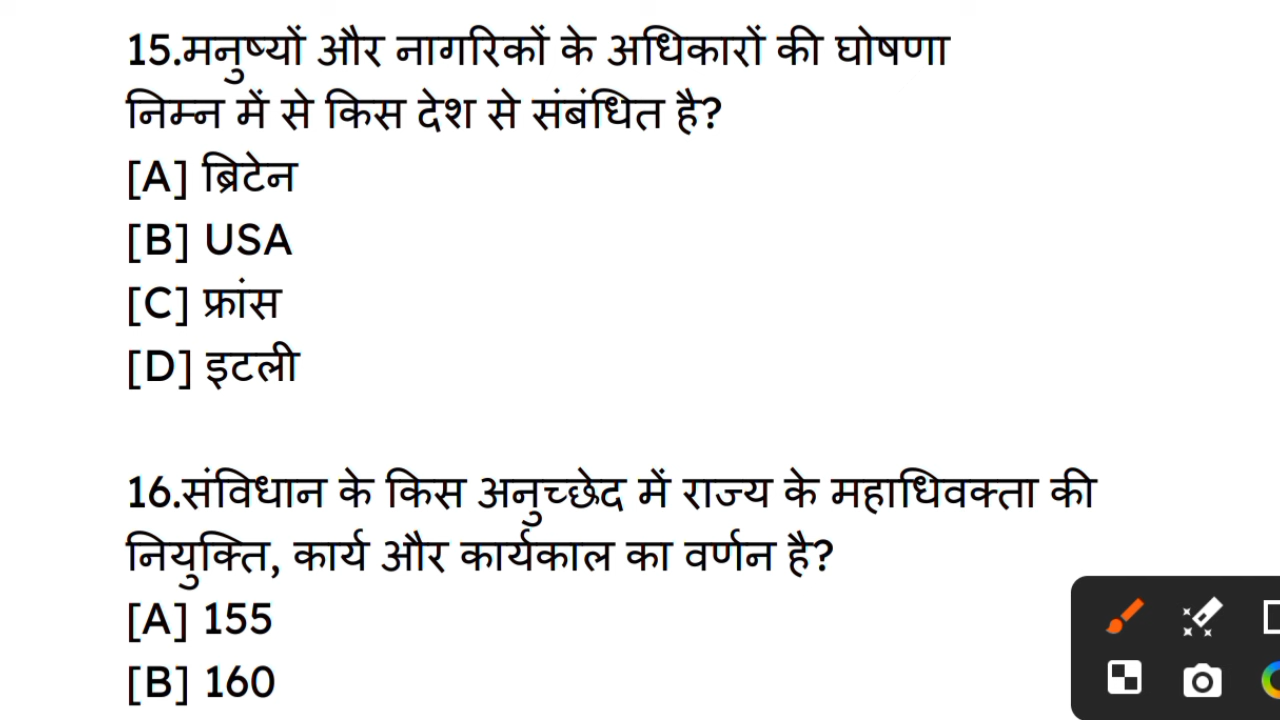 15.मनुष्यों और नागरिकों के अधिकारों की घोषणा
निम्न में से किस देश से संबंधित है?
[A] ब्रिटेन
[B] USA
[C] फ्रांस
[D] इटली
16.संविधान के किस अनुच्छेद में राज्य के महाधिवक्ता की
नियुक्ति, कार्य और कार्यकाल का वर्णन है?
[A] 155
[B] 160